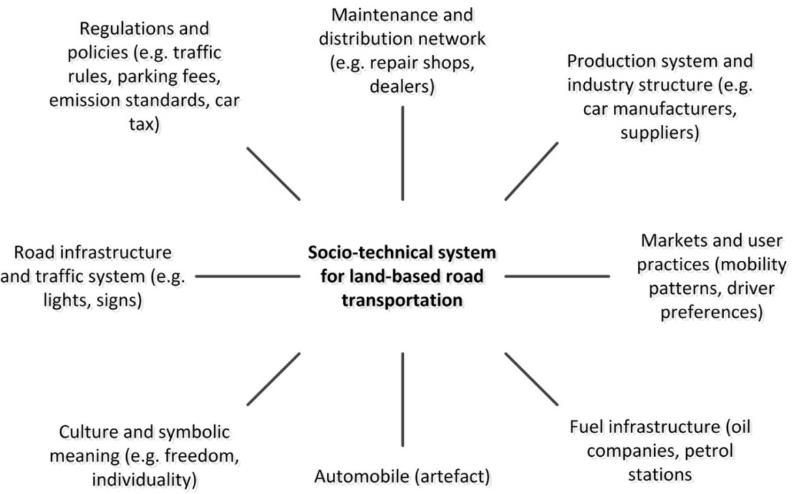 Regulations and
policies (e.g. traffic
rules, parking fees,
emission standards, car
tax)
Maintenance and
distribution network
(e.g. repair shops,
dealers)
Production system and
industry structure (e.g.
car manufacturers,
suppliers)
Road infrastructure
and traffic system (e.g.
lights, signs)
Socio-technical system
for land-based road
transportation
Markets and user
practices (mobility
patterns, driver
preferences)
Culture and symbolic
meaning (e.g. freedom,
individuality)
Automobile (artefact)
Fuel infrastructure (oil
companies, petrol
stations